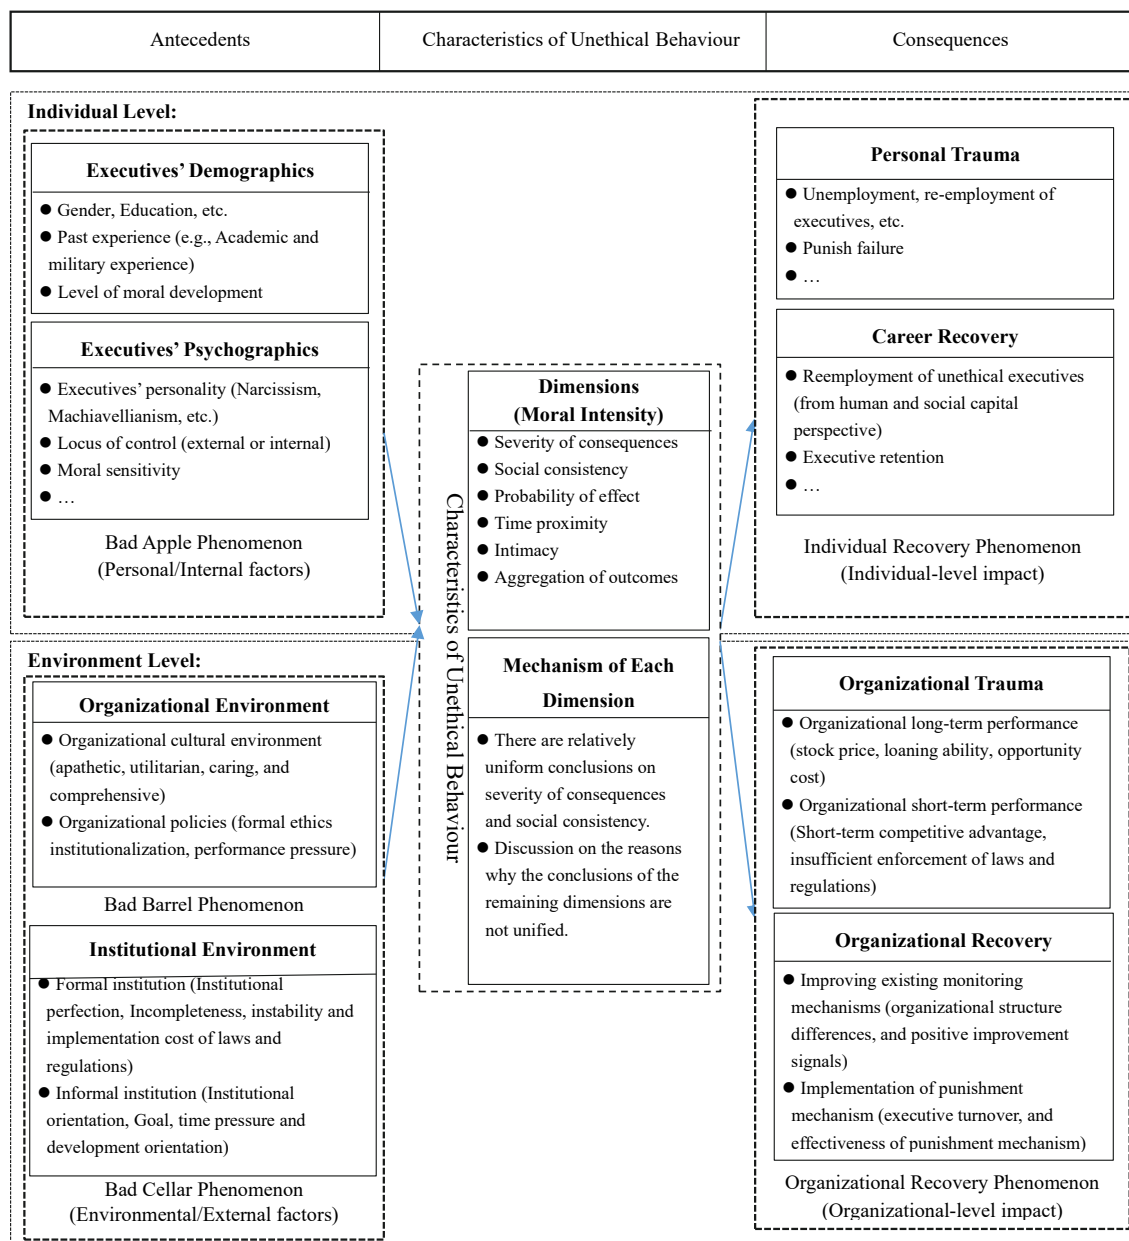 Antecedents
Characteristics of Unethical Behaviour
Consequences
Individual Level:
Executives’ Demographics
● Gender, Education, etc.
● Past experience (e.g., Academic and
military experience)
● Level of moral development
Executives’ Psychographics
● Executives’ personality (Narcissism,
Machiavellianism, etc.)
● Locus of control (external or internal)
● Moral sensitivity
● …
Bad Apple Phenomenon
(Personal/Internal factors)
Environment Level:
Organizational Environment
● Organizational cultural environment
(apathetic, utilitarian, caring, and
comprehensive)
● Organizational policies (formal ethics
institutionalization, performance pressure)
Bad Barrel Phenomenon
Institutional Environment
● Formal institution (Institutional
perfection, Incompleteness, instability and
implementation cost of laws and
regulations)
● Informal institution (Institutional
orientation, Goal, time pressure and
development orientation)
Bad Cellar Phenomenon
(Environmental/External factors)
Characteristics of Unethical Behaviour
Dimensions
(Moral Intensity)
● Severity of consequences
● Social consistency
● Probability of effect
● Time proximity
● Intimacy
● Aggregation of outcomes
Mechanism of Each
Dimension
● There are relatively
uniform conclusions on
severity of consequences
and social consistency.
● Discussion on the reasons
why the conclusions of the
remaining dimensions are
not unified.
Personal Trauma
● Unemployment, re-employment of
executives, etc.
● Punish failure
● …
Career Recovery
● Reemployment of unethical executives
(from human and social capital
perspective)
● Executive retention
● …
Individual Recovery Phenomenon
(Individual-level impact)
Organizational Trauma
● Organizational long-term performance
(stock price, loaning ability, opportunity
cost)
● Organizational short-term performance
(Short-term competitive advantage,
insufficient enforcement of laws and
regulations)
Organizational Recovery
● Improving existing monitoring
mechanisms (organizational structure
differences, and positive improvement
signals)
● Implementation of punishment
mechanism (executive turnover, and
effectiveness of punishment mechanism)
Organizational Recovery Phenomenon
(Organizational-level impact)